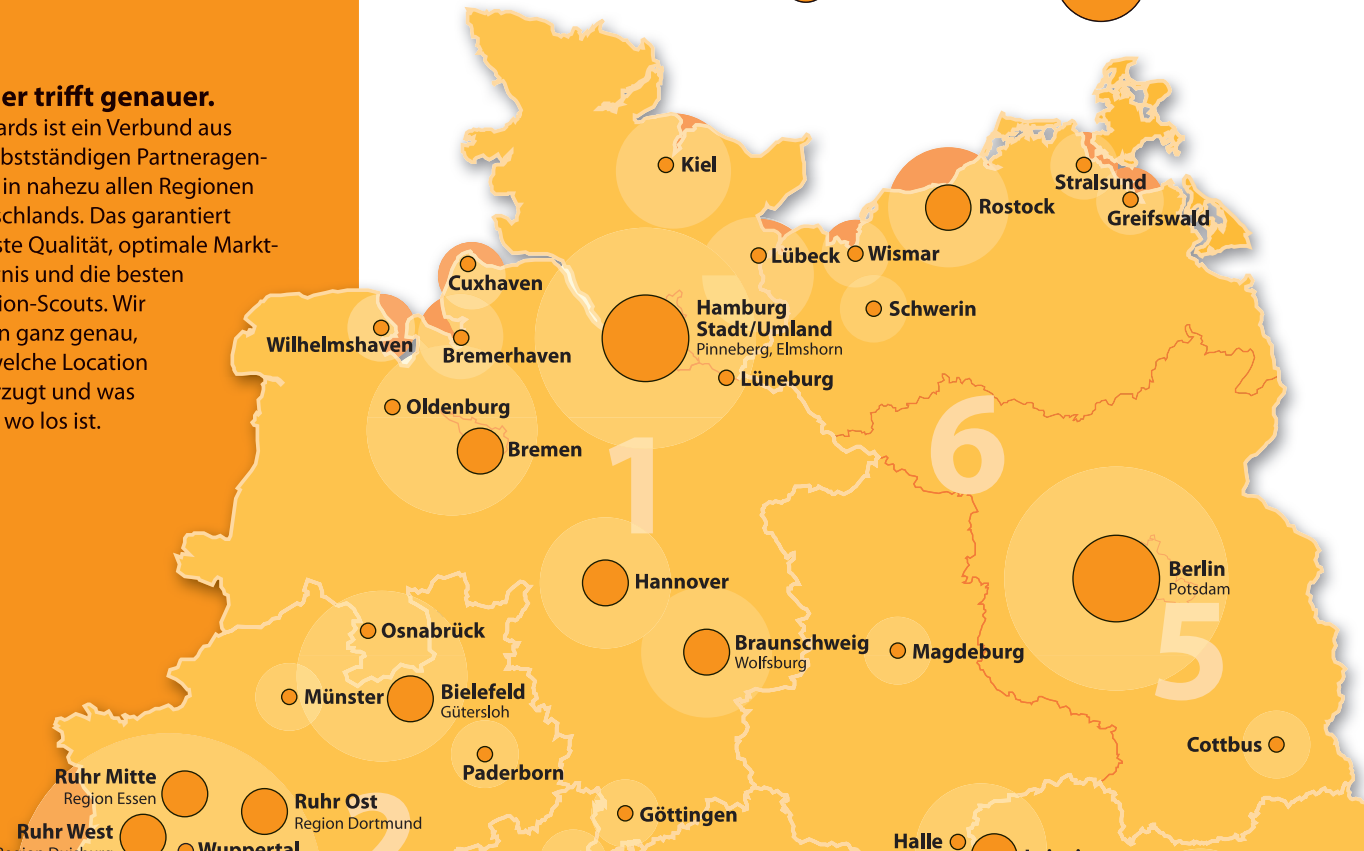 er trifft genauer.
ards ist ein Verbund aus
bstständigen Partneragen-
in nahezu allen Regionen
schlands. Das garantiert
ste Qualität, optimale Markt-
nis und die besten
ion-Scouts. Wir
n ganz genau,
welche Location
rzugt und was
wo los ist.
Kiel
Stralsund
Greifswald
Rostock
Lübeck
Wismar
Cuxhaven
Schwerin
Hamburg
Stadt/Umland
Pinneberg, Elmshorn
Wilhelmshaven
Bremerhaven
Lüneburg
Oldenburg
Bremen
1
6
Hannover
Berlin
Potsdam
5
Osnabrück
Braunschweig
Wolfsburg
Magdeburg
Münster
Bielefeld
Gütersloh
Cottbus
Paderborn
Ruhr Mitte
Region Essen
Ruhr Ost
Region Dortmund
2
Göttingen
Ruhr West
Wuppertal
Halle